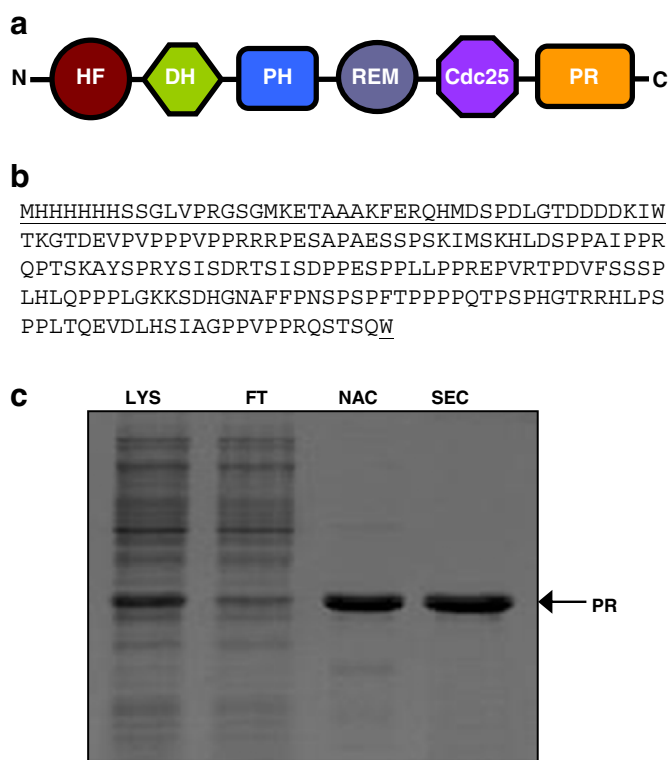 a
N HF DH PH REM Cdc25 PR C
b
MHHHHHHSSGLVPRGSGMKETAAAKFERQHMDSPDLGTDDDDKIW
TKGTDEVPVPPPVPPRRRPESAPAESSPSKIMSKHLDSPPAIPPR
QPTSKAYSPRYSISDRTSISDPPESPPLLPPREPVRTPDVFSSSP
LHLQPPPLGKKSDHGNAFFPNSPSPFTPPPPQTPSPHGTRRHLPS
PPLTQEVDLHSIAGPPVPPRQSTSQW
c
LYS FT NAC SEC
PR